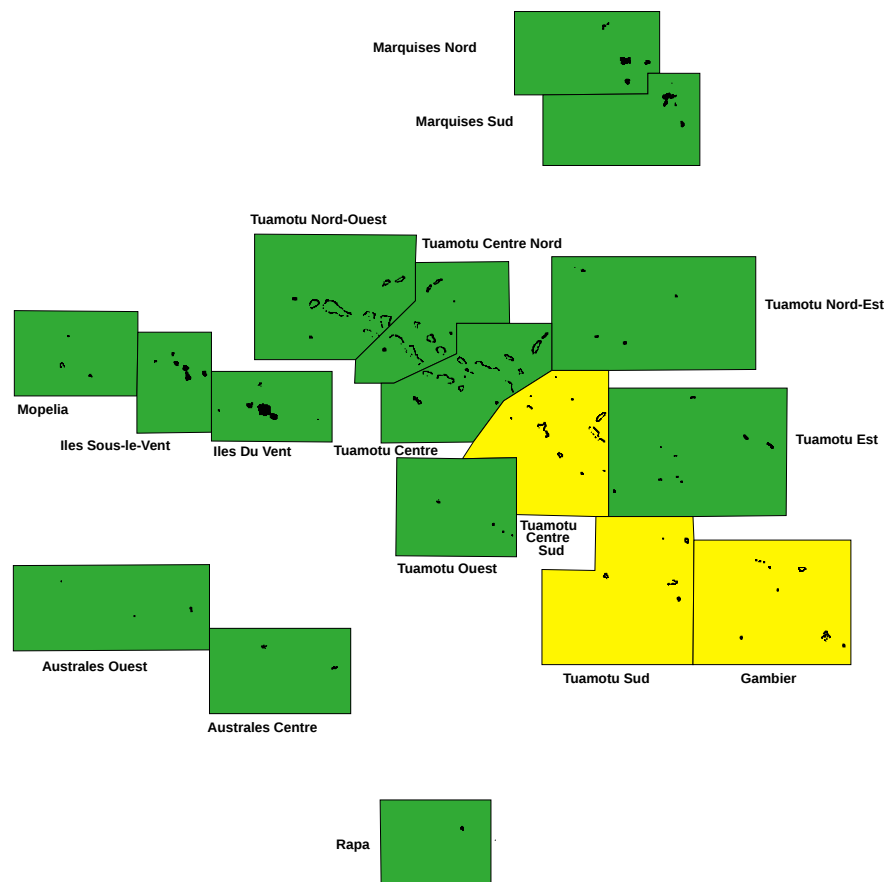 Marquises Nord
Marquises Sud
Tuamotu Nord-Ouest
Tuamotu Centre Nord
Tuamotu Nord-Est
Mopelia
Iles Sous-le-Vent
Iles Du Vent
Tuamotu Centre
Tuamotu Est
Tuamotu
Centre
Sud
Tuamotu Ouest
Australes Ouest
Tuamotu Sud
Gambier
Australes Centre
Rapa